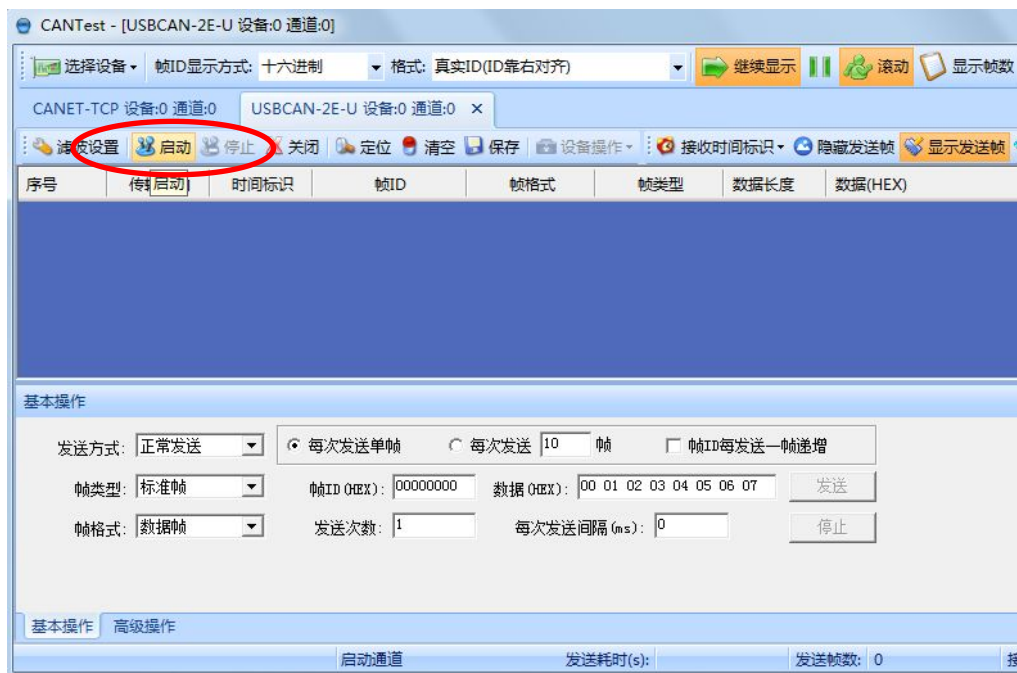 CANTest - [USBCAN-2E-U 设备:0 通道:0]
选择设备 帧ID显示方式: 十六进制 格式: 真实ID(ID靠右对齐) 继续显示 滚动 显示帧数
CANET-TCP 设备:0 通道:0 USBCAN-2E-U 设备:0 通道:0 ×
滤波设置 启动 停止 关闭 定位 清空 保存 设备操作 接收时间标识 隐藏发送帧 显示发送帧
序号 启动 时间标识 帧ID 帧格式 帧类型 数据长度 数据(HEX)
基本操作
发送方式: 正常发送 每次发送单帧 每次发送 10 帧 帧ID每发送一帧递增
帧类型: 标准帧 帧ID(HEX): 00000000 数据(HEX): 00 01 02 03 04 05 06 07 发送
帧格式: 数据帧 发送次数: 1 每次发送间隔(ms): 0 停止
基本操作 高级操作
启动通道 发送耗时(s): 发送帧数: 0